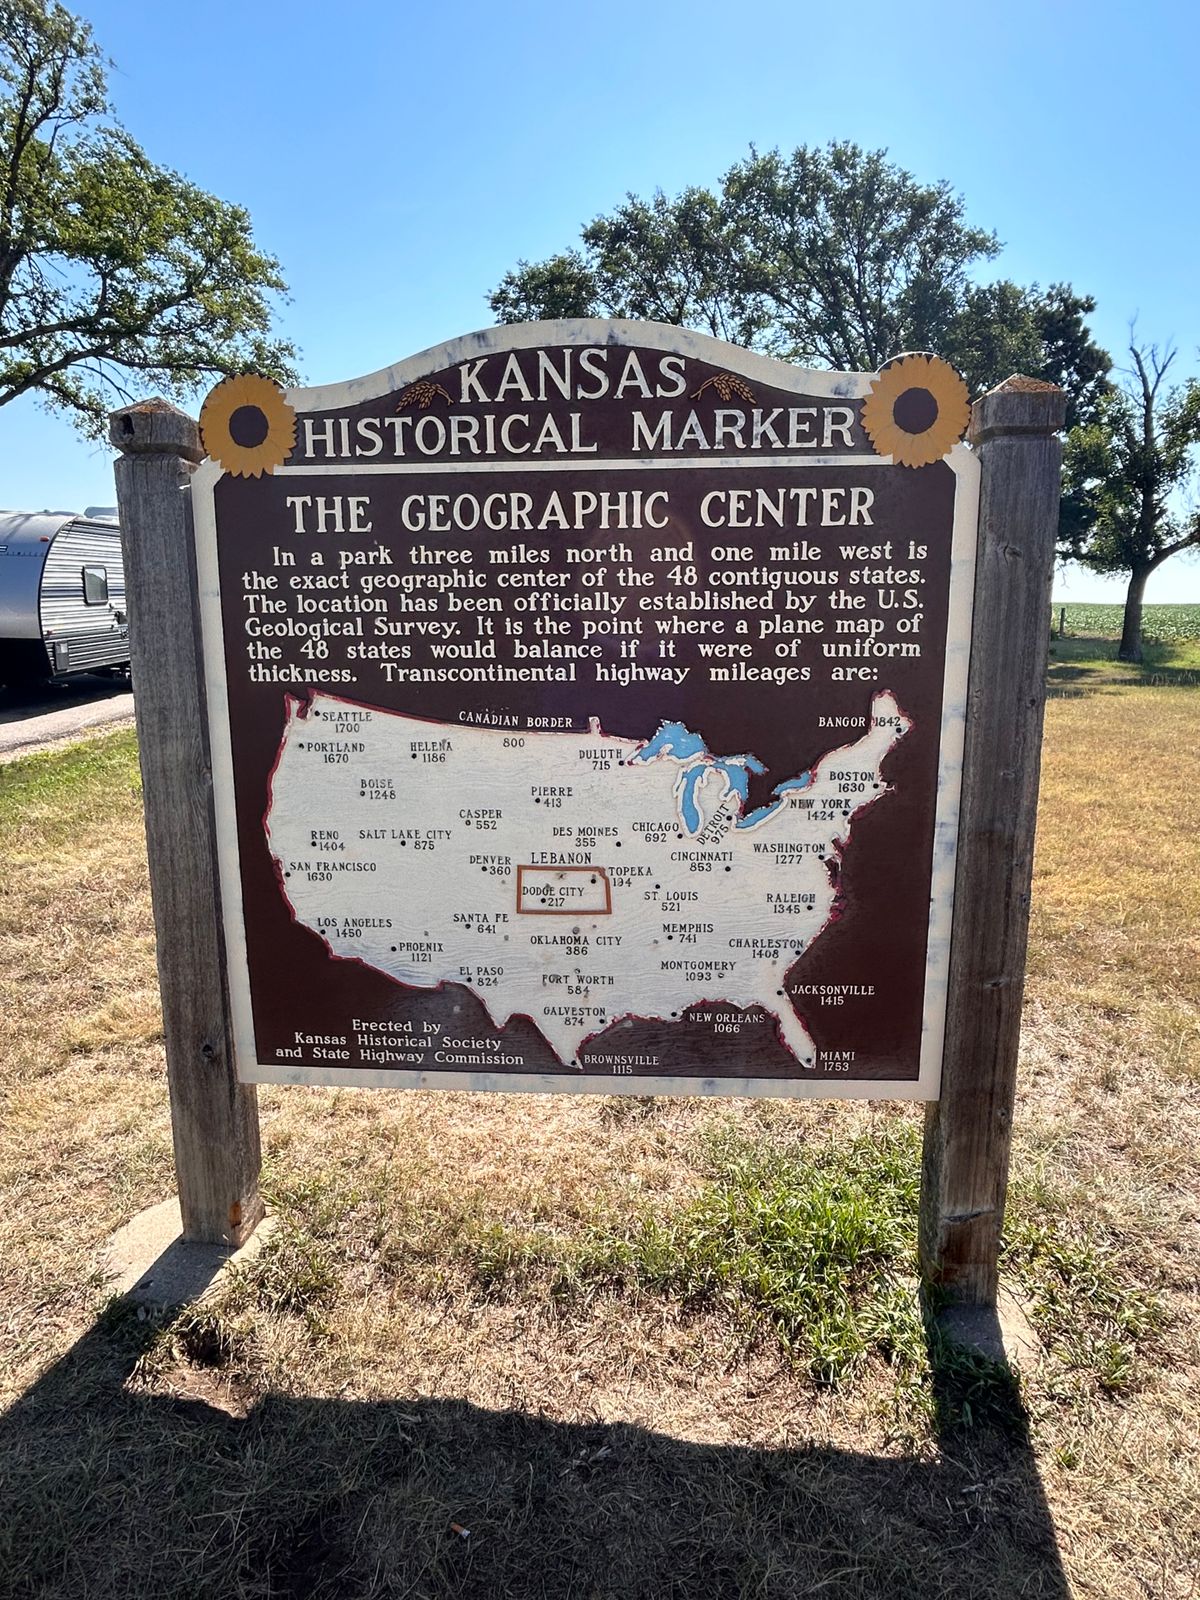 KANSAS
HISTORICAL MARKER
THE GEOGRAPHIC CENTER
In a park three miles north and one mile west is
the exact geographic center of the 48 contiguous states.
The location has been officially established by the U.S.
Geological Survey. It is the point where a plane map of
the 48 states would balance if it were of uniform
thickness. Transcontinental highway mileages are:
SEATTLE
1700
CANADIAN BORDER
800
BANGOR 1842
PORTLAND
1670
HELENA
1186
DULUTH
715
BOISE
1248
PIERRE
413
BOSTON
1630
NEW YORK
1424
CASPER
552
DETROIT
975
RENO
1404
SALT LAKE CITY
875
DES MOINES
355
CHICAGO
692
WASHINGTON
1277
SAN FRANCISCO
1630
DENVER
360
LEBANON
CINCINNATI
853
TOPEKA
194
DODGE CITY
217
ST. LOUIS
521
RALEIGH
1345
LOS ANGELES
1450
SANTA FE
641
MEMPHIS
741
PHOENIX
1121
OKLAHOMA CITY
386
CHARLESTON
1408
EL PASO
824
FORT WORTH
584
MONTGOMERY
1093
JACKSONVILLE
1415
GALVESTON
874
NEW ORLEANS
1066
BROWNSVILLE
1115
MIAMI
1753
Erected by
Kansas Historical Society
and State Highway Commission